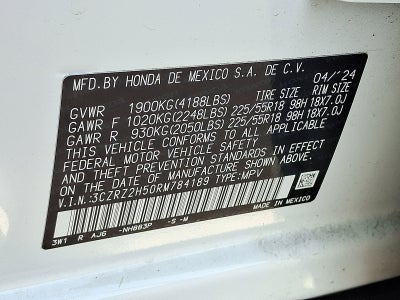 MFD.BY HONDA DE MEXICO S.A. DE C.V. 04/'24
TIRE SIZE RIM SIZE
GVWR 1900KG(4188LBS)
GAWR F 1020KG(2248LBS) 225/55R18 98H 18X7.0J
GAWR R 930KG(2050LBS) 225/55R18 98H 18X7.0J
THIS VEHICLE CONFORMS TO ALL APPLICABLE
FEDERAL MOTOR VEHICLE SAFETY AND
THEFT PREVENTION STANDARDS IN EFFECT
ON THE DATE OF MANUFACTURE SHOWN ABOVE.
V.I.N.:3CZRZ2H50RM784189 TYPE:MPV
3W1 R AJG -NH883P -S -M
MADE IN MEXICO